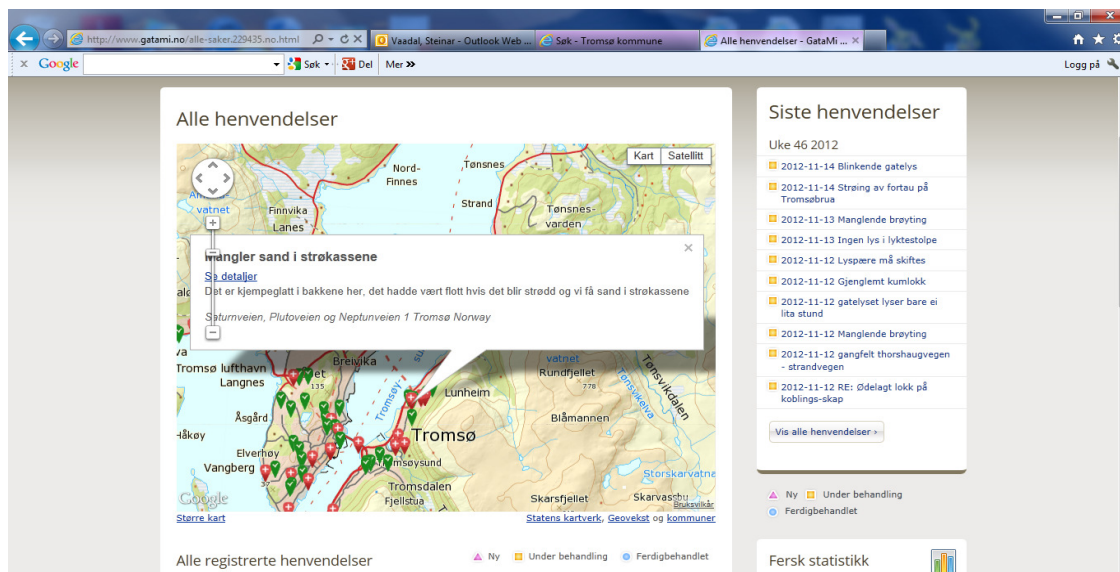 http://www.gatami.no/alle-saker.229435.no.html
Vaadal, Steinar - Outlook Web ...
Søk - Tromsø kommune
Alle henvendelser - GataMi ...
Google
Søk
Del
Mer
Logg på
Alle henvendelser
Kart
Satellitt
Nord-
Finnes
Tønsnes
vatnet
Finnvika
Strand
Tønsnes-
varden
Lanes
Mangler sand i strøkassene
Se detaljer
Det er kjempeglatt i bakkene her, det hadde vært flott hvis det blir strødd og vi få sand i strøkassene
Saturnveien, Plutoveien og Neptunveien 1 Tromsø Norway
Breivika
vatnet
Tromsø lufthavn
Rundfjellet
778
Langnes
135
Lunheim
Tromsøy-
Tønsvikelva
Tønsvikdalen
Åsgård
Blåmannen
Håkøy
Tromsø
Elverhøy
Vangberg
37
Tromsøysund
Storskarvatna
Tromsdalen
Fjellstua
Skarsfjellet
Google
Bruksvilkår
Større kart
Statens kartverk, Geovekst og kommuner
Alle registrerte henvendelser
Ny
Under behandling
Ferdigbehandlet
Siste henvendelser
Uke 46 2012
2012-11-14 Blinkende gatelys
2012-11-14 Strøing av fortau på
Tromsøbrua
2012-11-13 Manglende brøyting
2012-11-13 Ingen lys i lyktestolpe
2012-11-12 Lyspære må skiftes
2012-11-12 Gjenglemt kumlokk
2012-11-12 gatelyset lyser bare ei
lita stund
2012-11-12 Manglende brøyting
2012-11-12 gangfelt thorshaugvegen
- strandvegen
2012-11-12 RE: Ødelagt lokk på
koblings-skap
Vis alle henvendelser ›
Ny
Under behandling
Ferdigbehandlet
Fersk statistikk